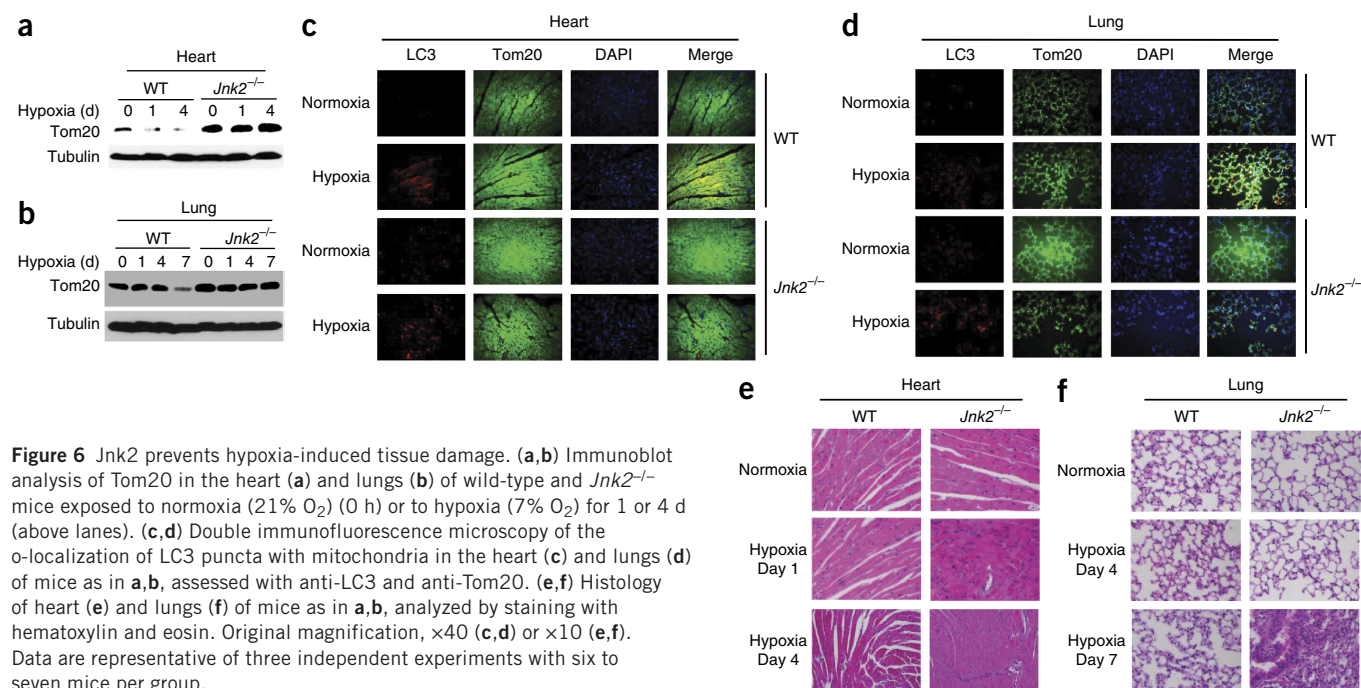 a
Heart
WT Jnk2–/–
Hypoxia (d) 0 1 4 0 1 4
Tom20
Tubulin
b
Lung
WT Jnk2–/–
Hypoxia (d) 0 1 4 7 0 1 4 7
Tom20
Tubulin
c
Heart
LC3 Tom20 DAPI Merge
Normoxia
Hypoxia
WT
Normoxia
Hypoxia
Jnk2–/–
d
Lung
LC3 Tom20 DAPI Merge
Normoxia
Hypoxia
WT
Normoxia
Hypoxia
Jnk2–/–
e
Heart
WT Jnk2–/–
Normoxia
Hypoxia
Day 1
Hypoxia
Day 4
f
Lung
WT Jnk2–/–
Normoxia
Hypoxia
Day 4
Hypoxia
Day 7
Figure 6 Jnk2 prevents hypoxia-induced tissue damage. (a,b) Immunoblot
analysis of Tom20 in the heart (a) and lungs (b) of wild-type and Jnk2–/–
mice exposed to normoxia (21% O2) (0 h) or to hypoxia (7% O2) for 1 or 4 d
(above lanes). (c,d) Double immunofluorescence microscopy of the
o-localization of LC3 puncta with mitochondria in the heart (c) and lungs (d)
of mice as in a,b, assessed with anti-LC3 and anti-Tom20. (e,f) Histology
of heart (e) and lungs (f) of mice as in a,b, analyzed by staining with
hematoxylin and eosin. Original magnification, ×40 (c,d) or ×10 (e,f).
Data are representative of three independent experiments with six to
seven mice per group.